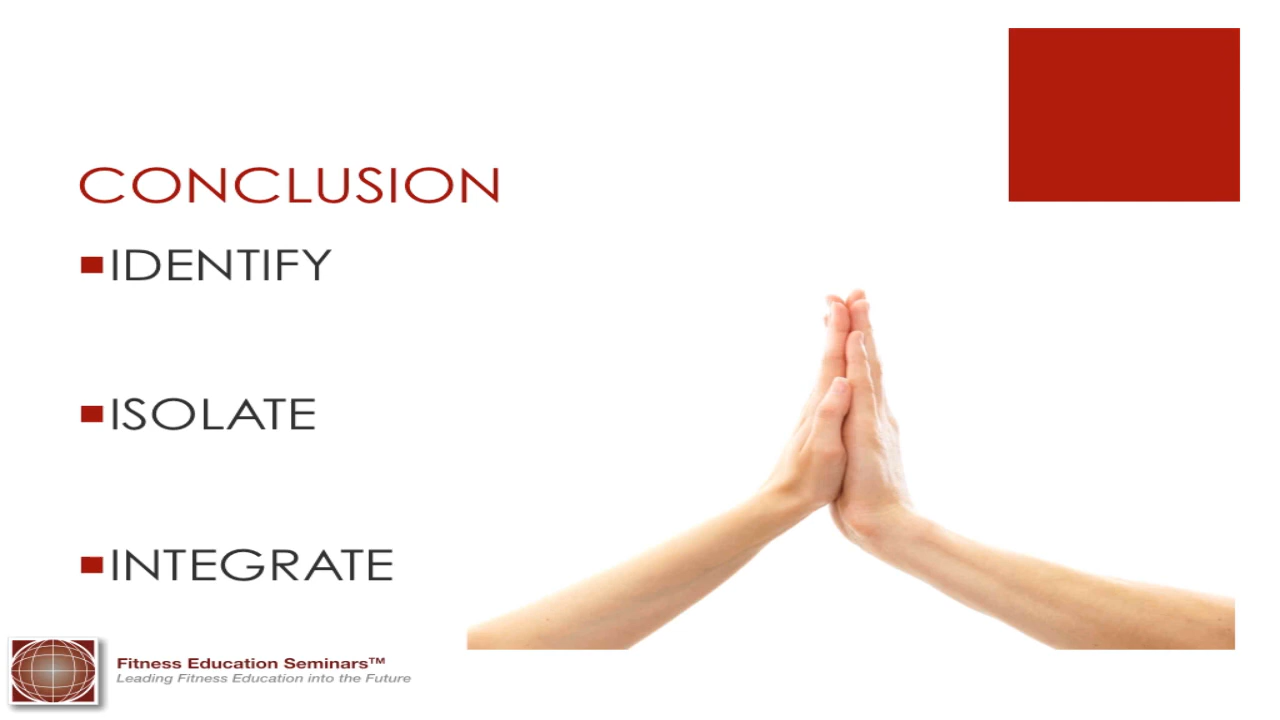 CONCLUSION
IDENTIFY
ISOLATE
INTEGRATE
Fitness Education Seminars™
Leading Fitness Education into the Future